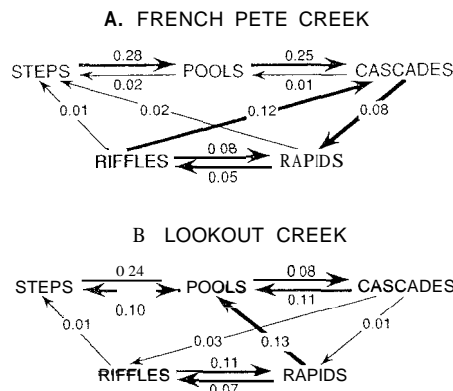 A. FRENCH PETE CREEK
0.28 0.25
STEPS POOLS CASCADES
0.02 0.01
0.01 0.02 0.12 0.08
RIFFLES 0.08 RAPIDS
0.05
B LOOKOUT CREEK
0 24 0 08
STEPS POOLS CASCADES
0.10 0.11
0.01 0.03 0.13 0.01
RIFFLES 0.11 RAPIDS
0.07